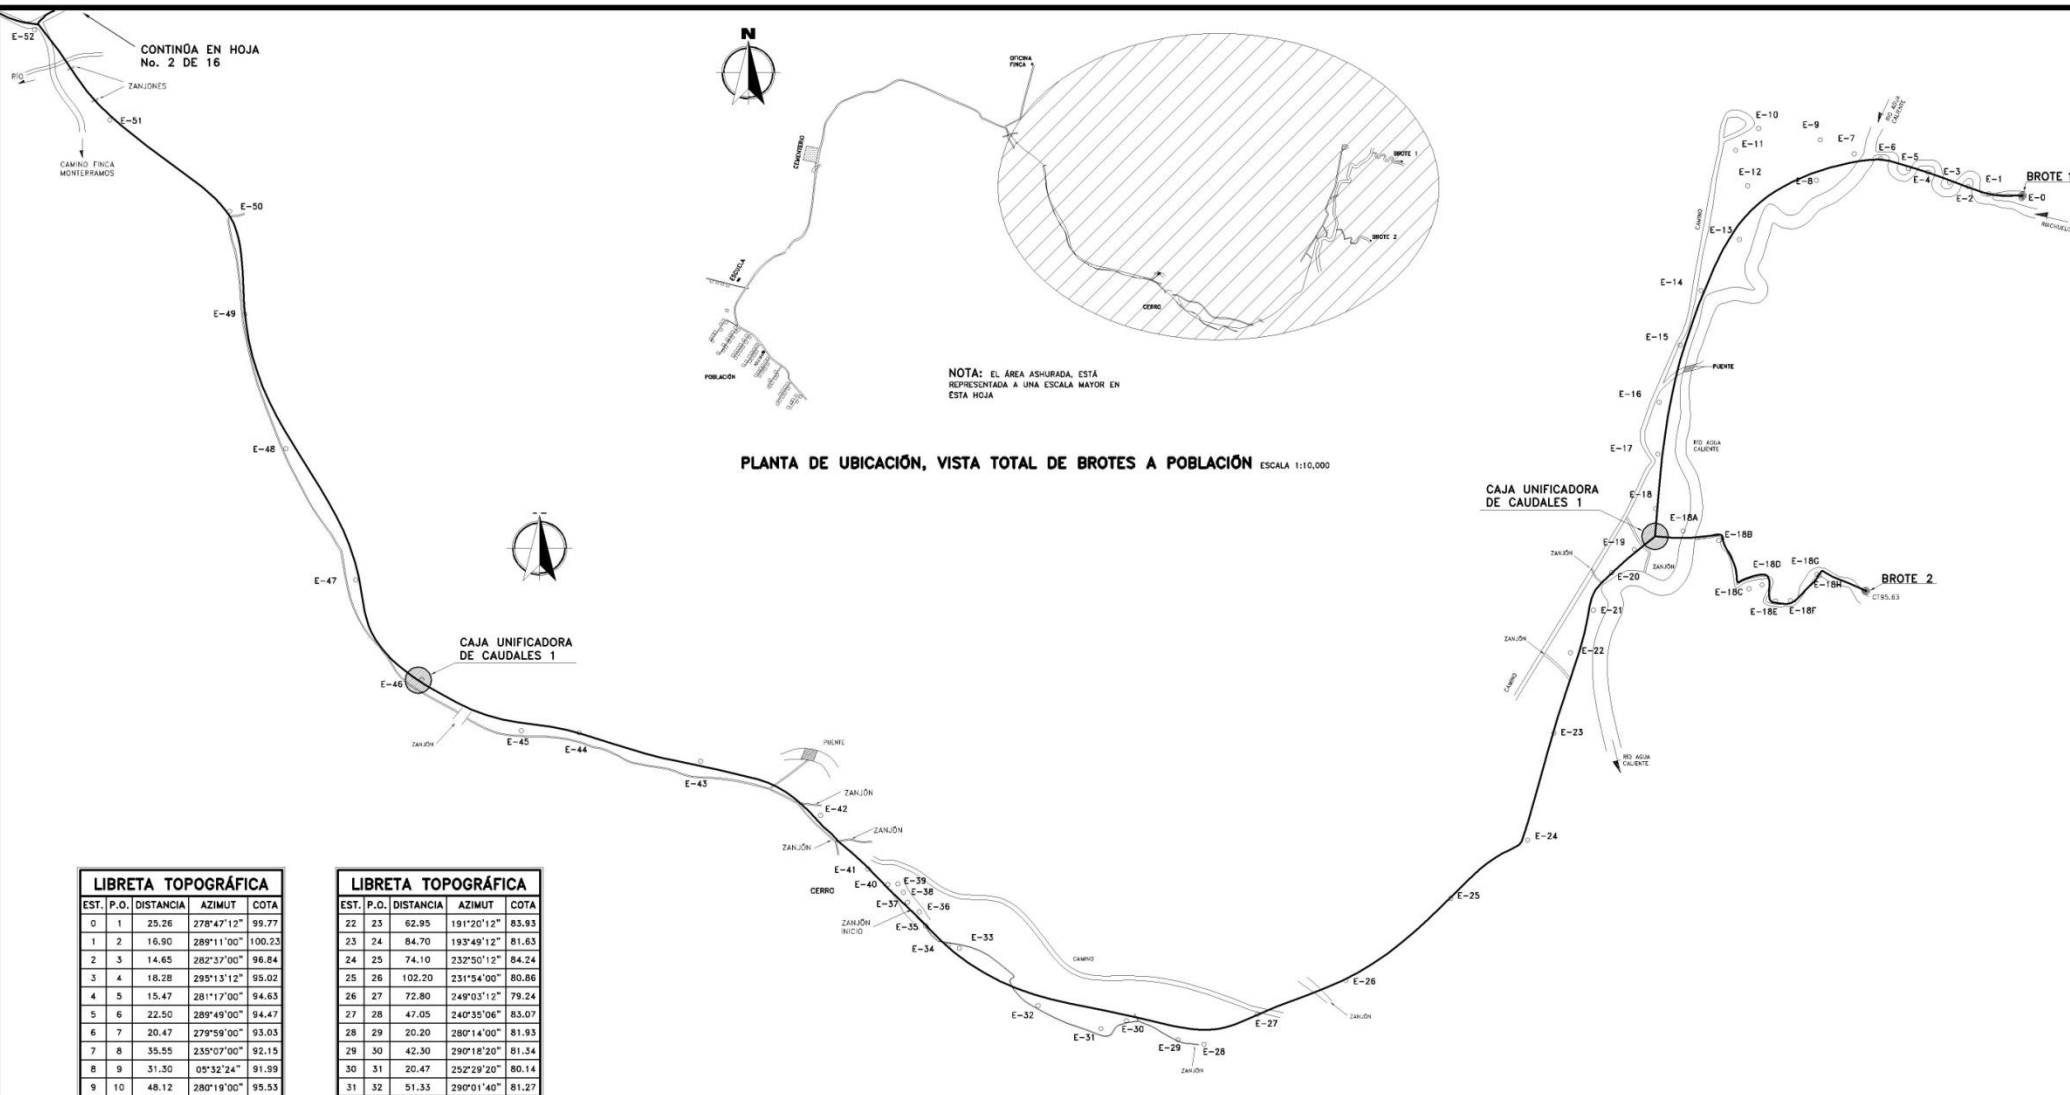 E-52
CONTINÚA EN HOJA
No. 2 DE 16
RÍO
ZANJONES
E-51
CAMINO FINCA
MONTERRAMOS
E-50
E-49
E-48
E-47
CAJA UNIFICADORA
DE CAUDALES 1
E-46
ZANJÓN
E-45
E-44
E-43
PUENTE
ZANJÓN
E-42
ZANJÓN
ZANJÓN
E-41
CERRO
E-40
E-39
E-38
E-37
E-36
ZANJÓN
INICIO
E-35
E-34
E-33
CAMINO
E-32
E-31
E-30
E-29
E-28
ZANJÓN
E-27
E-26
ZANJÓN
E-25
E-24
E-23
N
OFICINA
FINCA
CEMENTERIO
ESCUELA
POBLACIÓN
CERRO
BROTE 1
BROTE 2
NOTA: EL ÁREA ASHURADA, ESTÁ
REPRESENTADA A UNA ESCALA MAYOR EN
ÉSTA HOJA
PLANTA DE UBICACIÓN, VISTA TOTAL DE BROTES A POBLACIÓN ESCALA 1:10,000
E-10
E-9
E-7
RÍO AGUA
CALIENTE
E-11
E-6
E-5
E-12
E-8
E-4
E-3
E-2
E-1
BROTE 1
E-0
RIACHUELO
CAMINO
E-13
E-14
E-15
PUENTE
E-16
E-17
RÍO AGUA
CALIENTE
CAJA UNIFICADORA
DE CAUDALES 1
E-18
E-18A
E-18B
E-19
ZANJÓN
ZANJÓN
E-20
E-18D
E-18G
E-18H
BROTE 2
E-18C
CT95.63
E-18E
E-18F
E-21
ZANJÓN
E-22
CAMINO
RÍO AGUA
CALIENTE
LIBRETA TOPOGRÁFICA
EST. P.O. DISTANCIA AZIMUT COTA
0 1 25.26 278°47'12" 99.77
1 2 16.90 289°11'00" 100.23
2 3 14.65 282°37'00" 96.84
3 4 18.28 295°13'12" 95.02
4 5 15.47 281°17'00" 94.63
5 6 22.50 289°49'00" 94.47
6 7 20.47 279°59'00" 93.03
7 8 35.55 235°07'00" 92.15
8 9 31.30 05°32'24" 91.99
9 10 48.12 280°19'00" 95.53
LIBRETA TOPOGRÁFICA
EST. P.O. DISTANCIA AZIMUT COTA
22 23 62.95 191°20'12" 83.93
23 24 84.70 193°49'12" 81.63
24 25 74.10 232°50'12" 84.24
25 26 102.20 231°54'00" 80.86
26 27 72.80 249°03'12" 79.24
27 28 47.05 240°35'06" 83.07
28 29 20.20 280°14'00" 81.93
29 30 42.30 290°18'20" 81.34
30 31 20.47 252°29'20" 80.14
31 32 51.33 290°01'40" 81.27